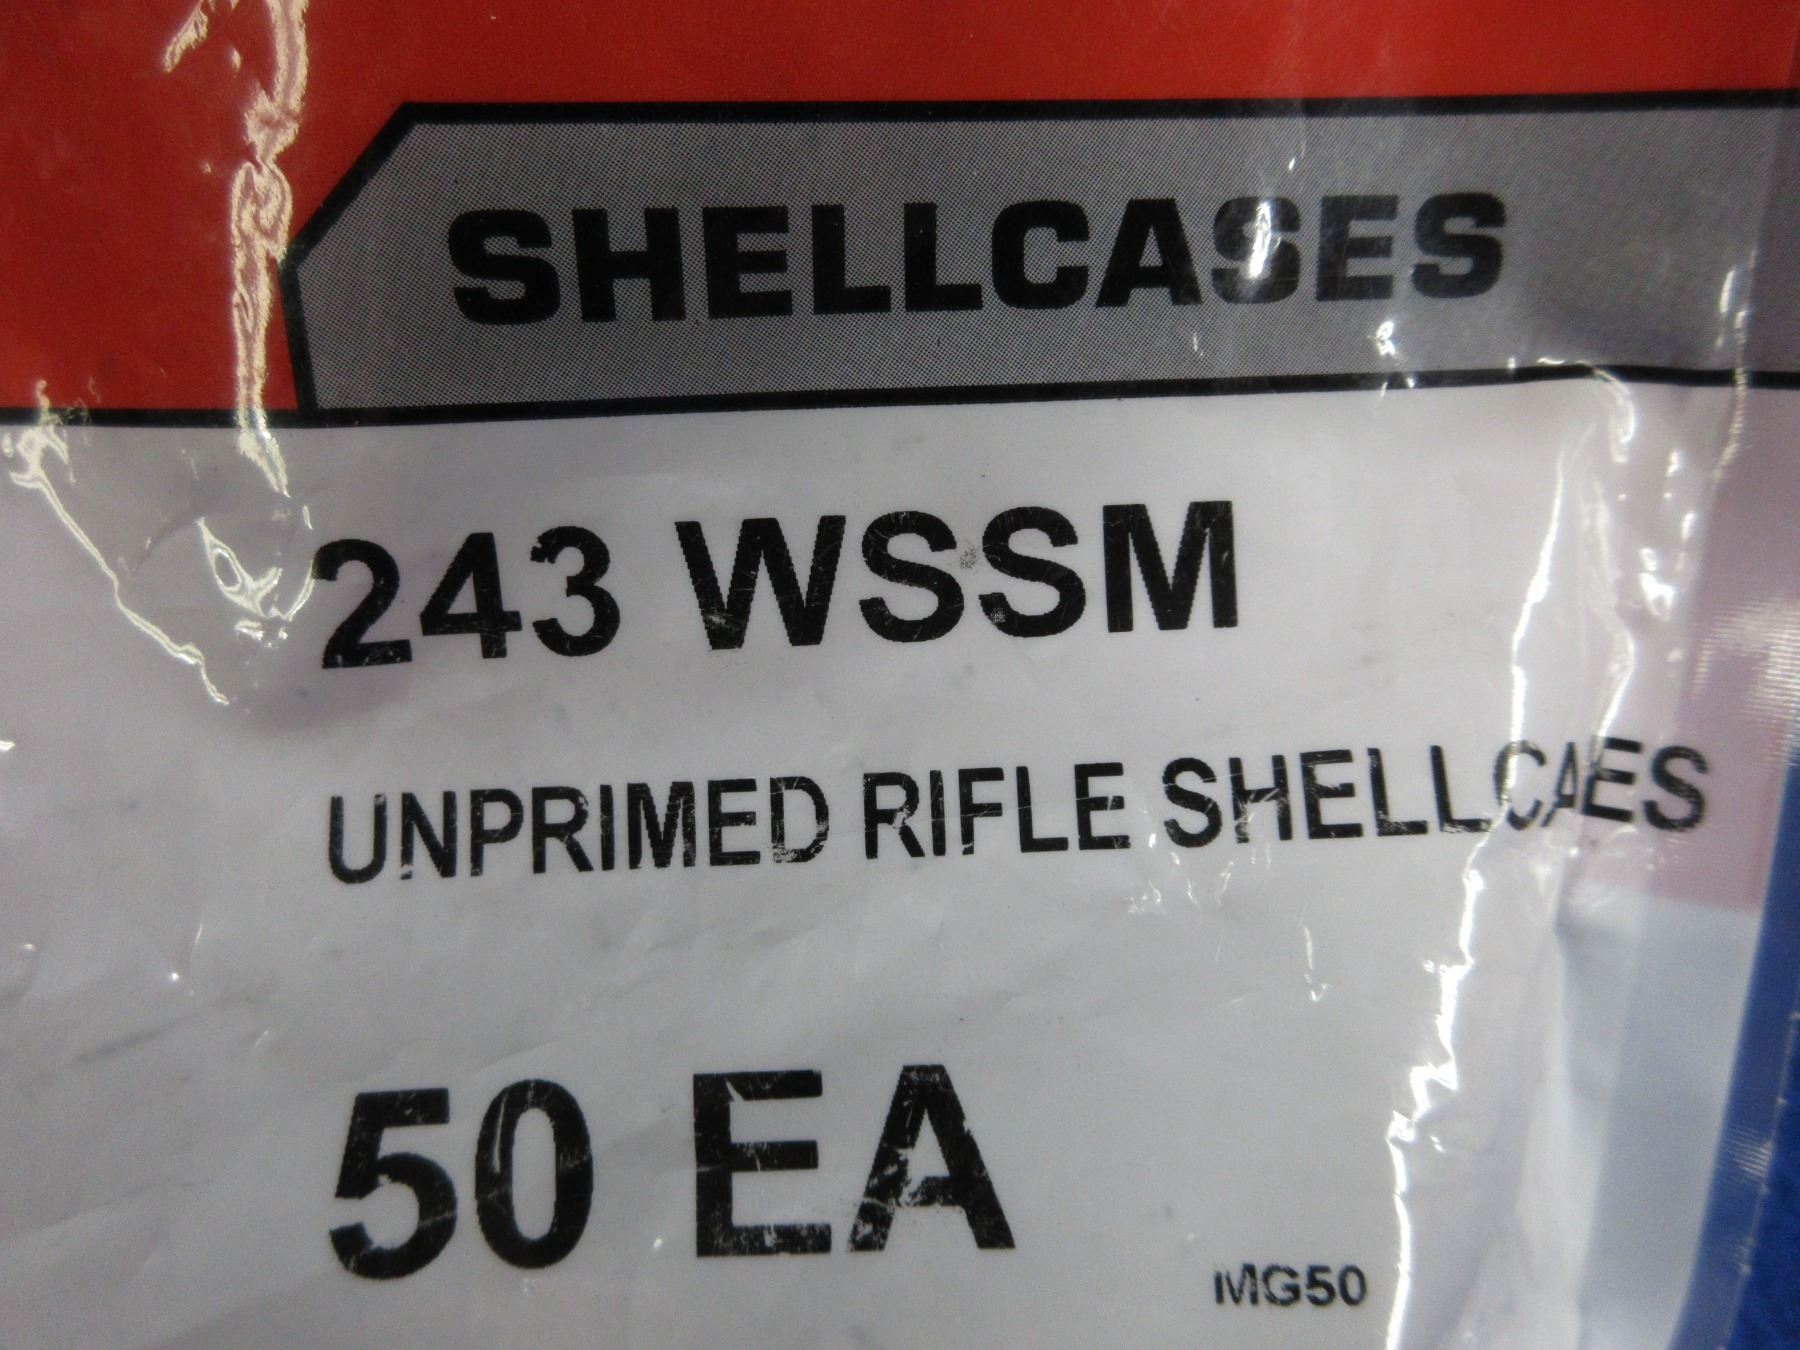 SHELLCASES
243 WSSM
UNPRIMED RIFLE SHELLCAES
50 EA
MG50